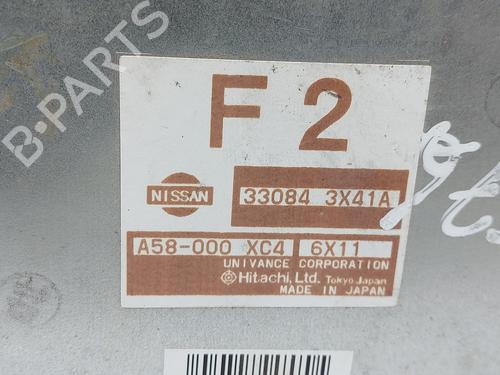 B-PARTS
F 2
NISSAN
33084 3X41A
A58-000 XC4 6X11
UNIVANCE CORPORATION
Hitachi, Ltd. Tokyo Japan
MADE IN JAPAN